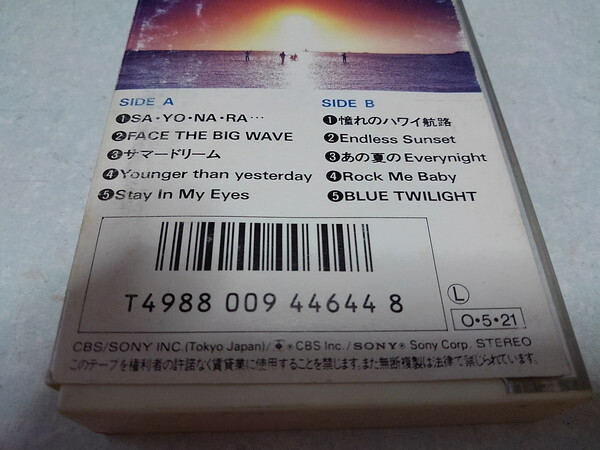 SIDE A
❶SA・YO・NA・RA…
❷FACE THE BIG WAVE
❸サマードリーム
❹Younger than yesterday
❺Stay In My Eyes
SIDE B
❶憧れのハワイ航路
❷Endless Sunset
❸あの夏のEverynight
❹Rock Me Baby
❺BLUE TWILIGHT
T4988 009 44644 8
Ⓛ
O・5・21
CBS/SONY INC.(Tokyo Japan)/ ® CBS Inc./SONY® Sony Corp. STEREO
このテープを権利者の許諾なく賃貸業に使用することを禁じます。また無断複製は法律で禁じられています。